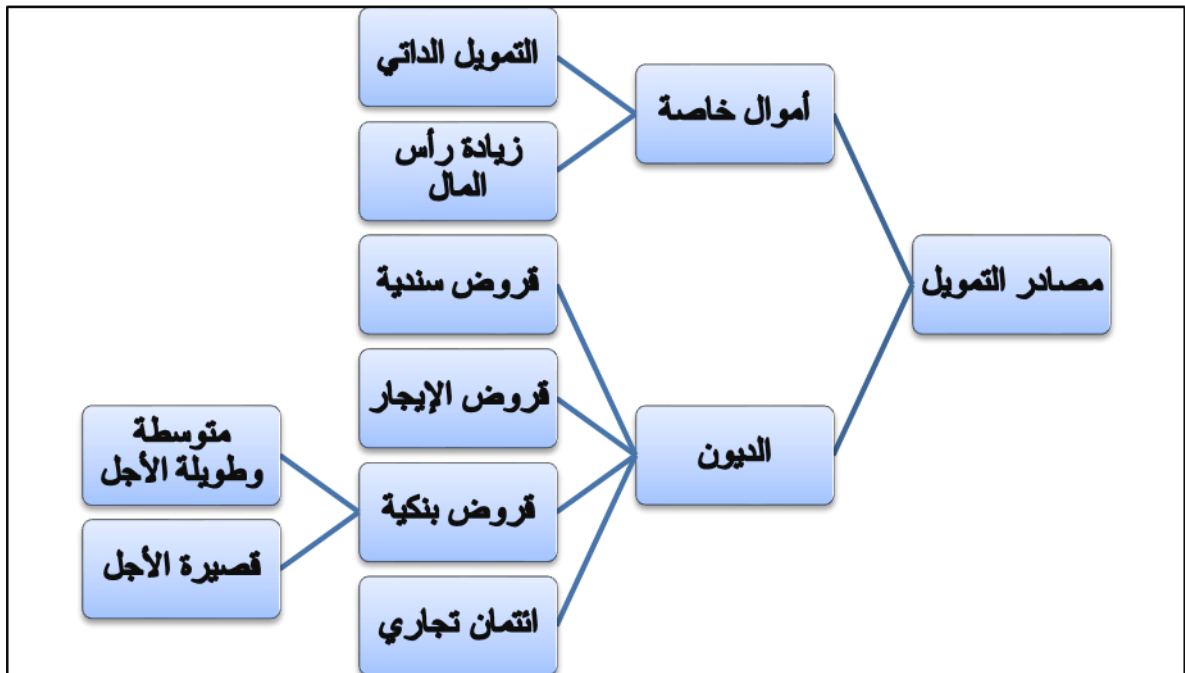 مصادر التمويل
أموال خاصة
التمويل الداتي
زيادة رأس
المال
الديون
قروض سندية
قروض الإيجار
قروض بنكية
متوسطة
وطويلة الأجل
قصيرة الأجل
ائتمان تجاري